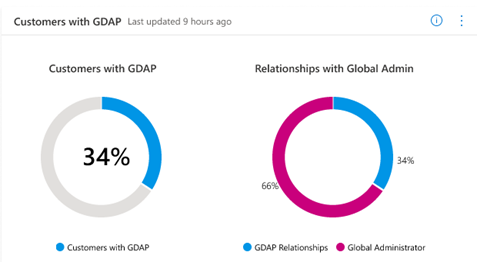 Customers with GDAP Last updated 9 hours ago
Customers with GDAP
Relationships with Global Admin
34%
34%
66%
Customers with GDAP
GDAP Relationships
Global Administrator